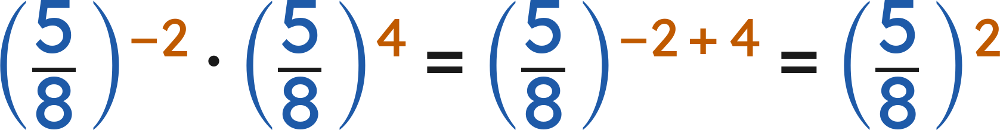 (5/8)⁻² · (5/8)⁴ = (5/8)⁻²⁺⁴ = (5/8)²